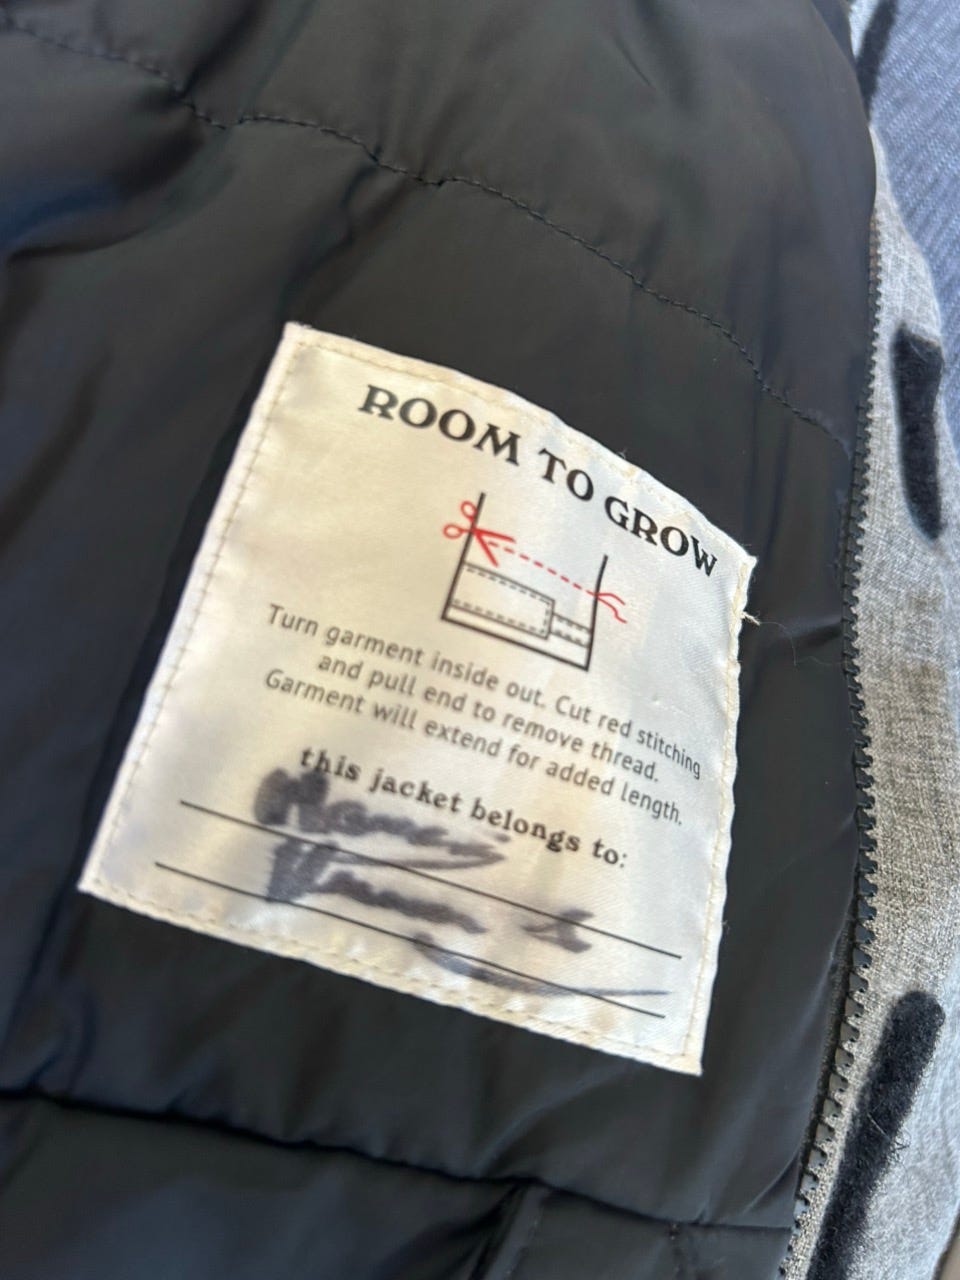 ROOM TO GROW
Turn garment inside out. Cut red stitching
and pull end to remove thread.
Garment will extend for added length.
this jacket belongs to: